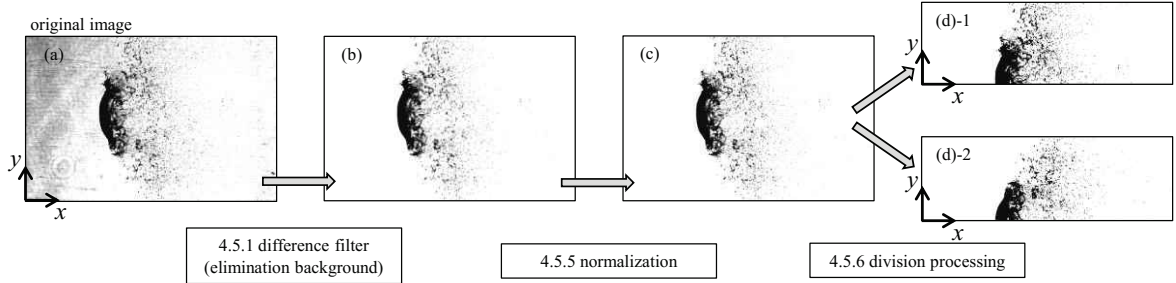 original image
(a)
y
x
(b)
(c)
(d)-1
y
x
(d)-2
y
x
4.5.1 difference filter
(elimination background)
4.5.5 normalization
4.5.6 division processing